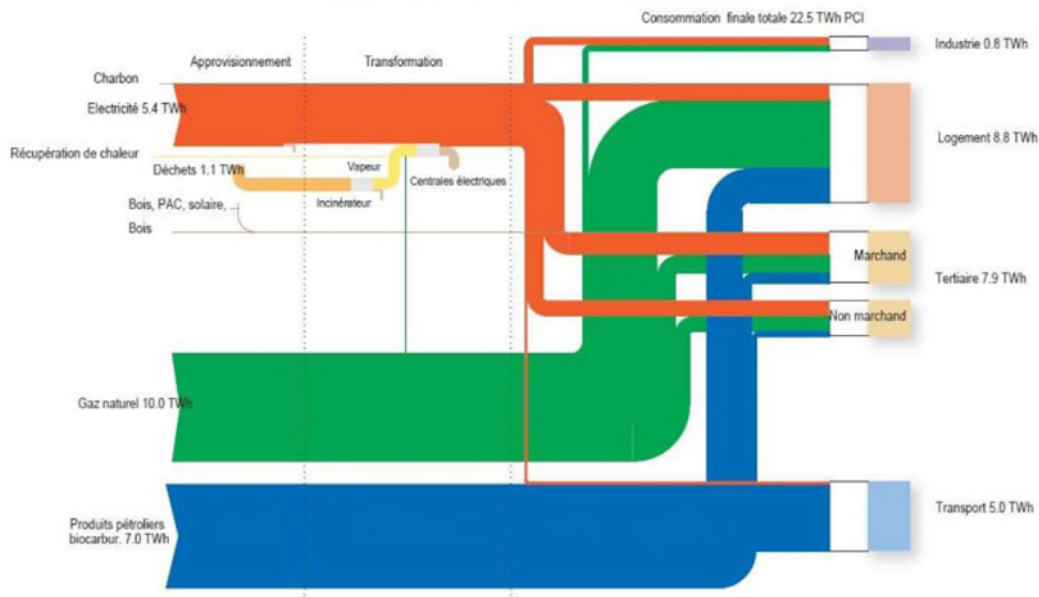 Consommation finale totale 22.5 TWh PCI
Industrie 0.8 TWh
Approvisionnement
Transformation
Charbon
Electricité 5.4 TWh
Logement 8.8 TWh
Récupération de chaleur
Déchets 1.1 TWh
Vapeur
Centrales électriques
Incinérateur
Bois, PAC, solaire,
Bois
Marchand
Tertiaire 7.9 TWh
Non marchand
Gaz naturel 10.0 TWh
Transport 5.0 TWh
Produits pétroliers
biocarbur. 7.0 TWh